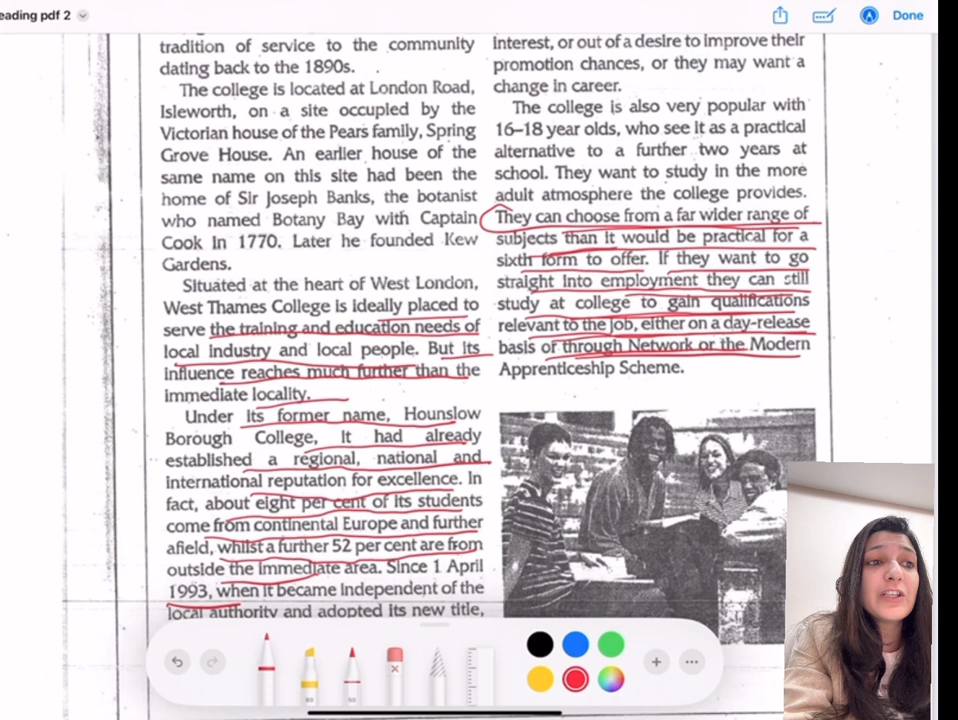 eading pdf 2
Done
tradition of service to the community
dating back to the 1890s.
The college is located at London Road,
Isleworth, on a site occupied by the
Victorian house of the Pears family, Spring
Grove House. An earlier house of the
same name on this site had been the
home of Sir Joseph Banks, the botanist
who named Botany Bay with Captain
Cook In 1770. Later he founded Kew
Gardens.
Situated at the heart of West London,
West Thames College is ideally placed to
serve the training and education needs of
local industry and local people. But its
influence reaches much further than the
immediate locality.
Under its former name, Hounslow
Borough College, it had already
established a regional, national and
international reputation for excellence. In
fact, about eight per cent of its students
come from continental Europe and further
afield, whilst a further 52 per cent are from
outside the immediate area. Since 1 April
1993, when it became independent of the
local authority and adopted its new title,
interest, or out of a desire to improve their
promotion chances, or they may want a
change in career.
The college is also very popular with
16–18 year olds, who see it as a practical
alternative to a further two years at
school. They want to study in the more
adult atmosphere the college provides.
They can choose from a far wider range of
subjects than it would be practical for a
sixth form to offer. If they want to go
straight into employment they can still
study at college to gain qualifications
relevant to the job, either on a day-release
basis or through Network or the Modern
Apprenticeship Scheme.